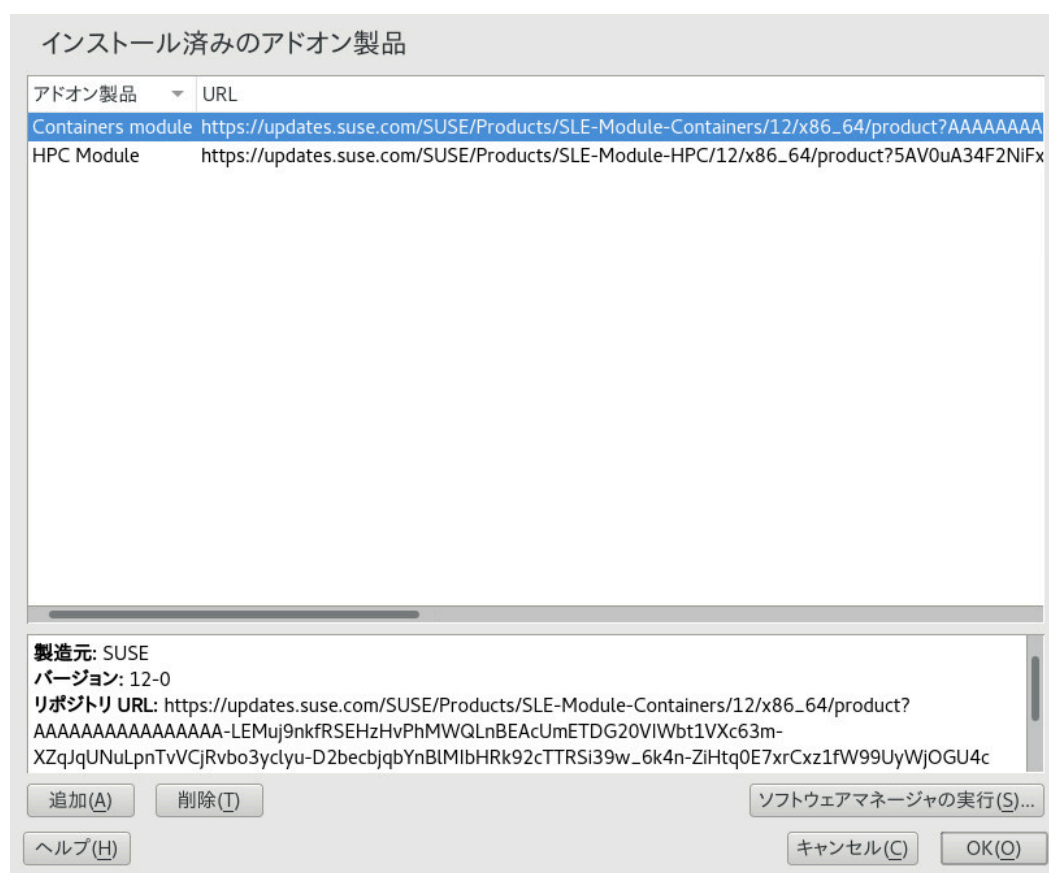 インストール済みのアドオン製品
アドオン製品 URL
Containers module https://updates.suse.com/SUSE/Products/SLE-Module-Containers/12/x86_64/product?AAAAAAAA
HPC Module https://updates.suse.com/SUSE/Products/SLE-Module-HPC/12/x86_64/product?5AV0uA34F2NiFx
製造元: SUSE
バージョン: 12-0
リポジトリ URL: https://updates.suse.com/SUSE/Products/SLE-Module-Containers/12/x86_64/product?
AAAAAAAAAAAAAAAA-LEMuj9nkfRSEHzHvPhMWQLnBEAcUmETDG20VIWbt1VXc63m-
XZqJqUNuLpnTvVCjRvbo3yclyu-D2becbjqbYnBlMIbHRk92cTTRSi39w_6k4n-ZiHtq0E7xrCxz1fW99UyWjOGU4c
追加(A) 削除(T) ソフトウェアマネージャの実行(S)...
ヘルプ(H) キャンセル(C) OK(O)